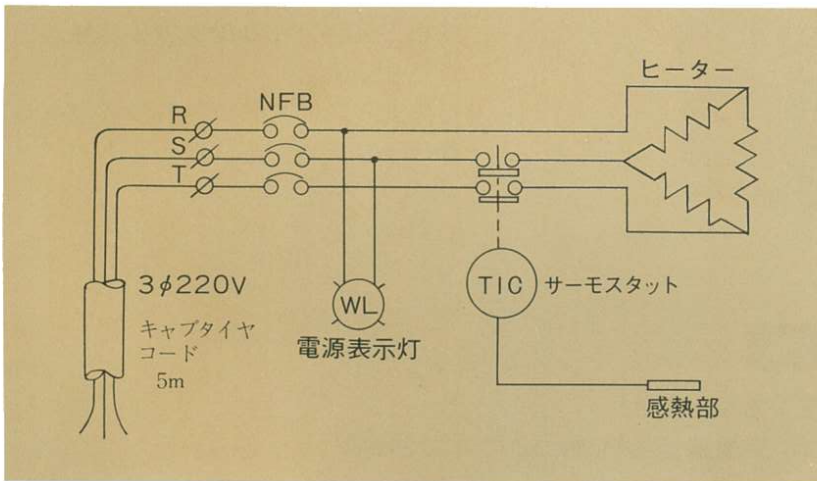 ヒーター
NFB
R
S
T
3φ220V
キャブタイヤ
コード
5m
WL
電源表示灯
TIC
サーモスタット
感熱部